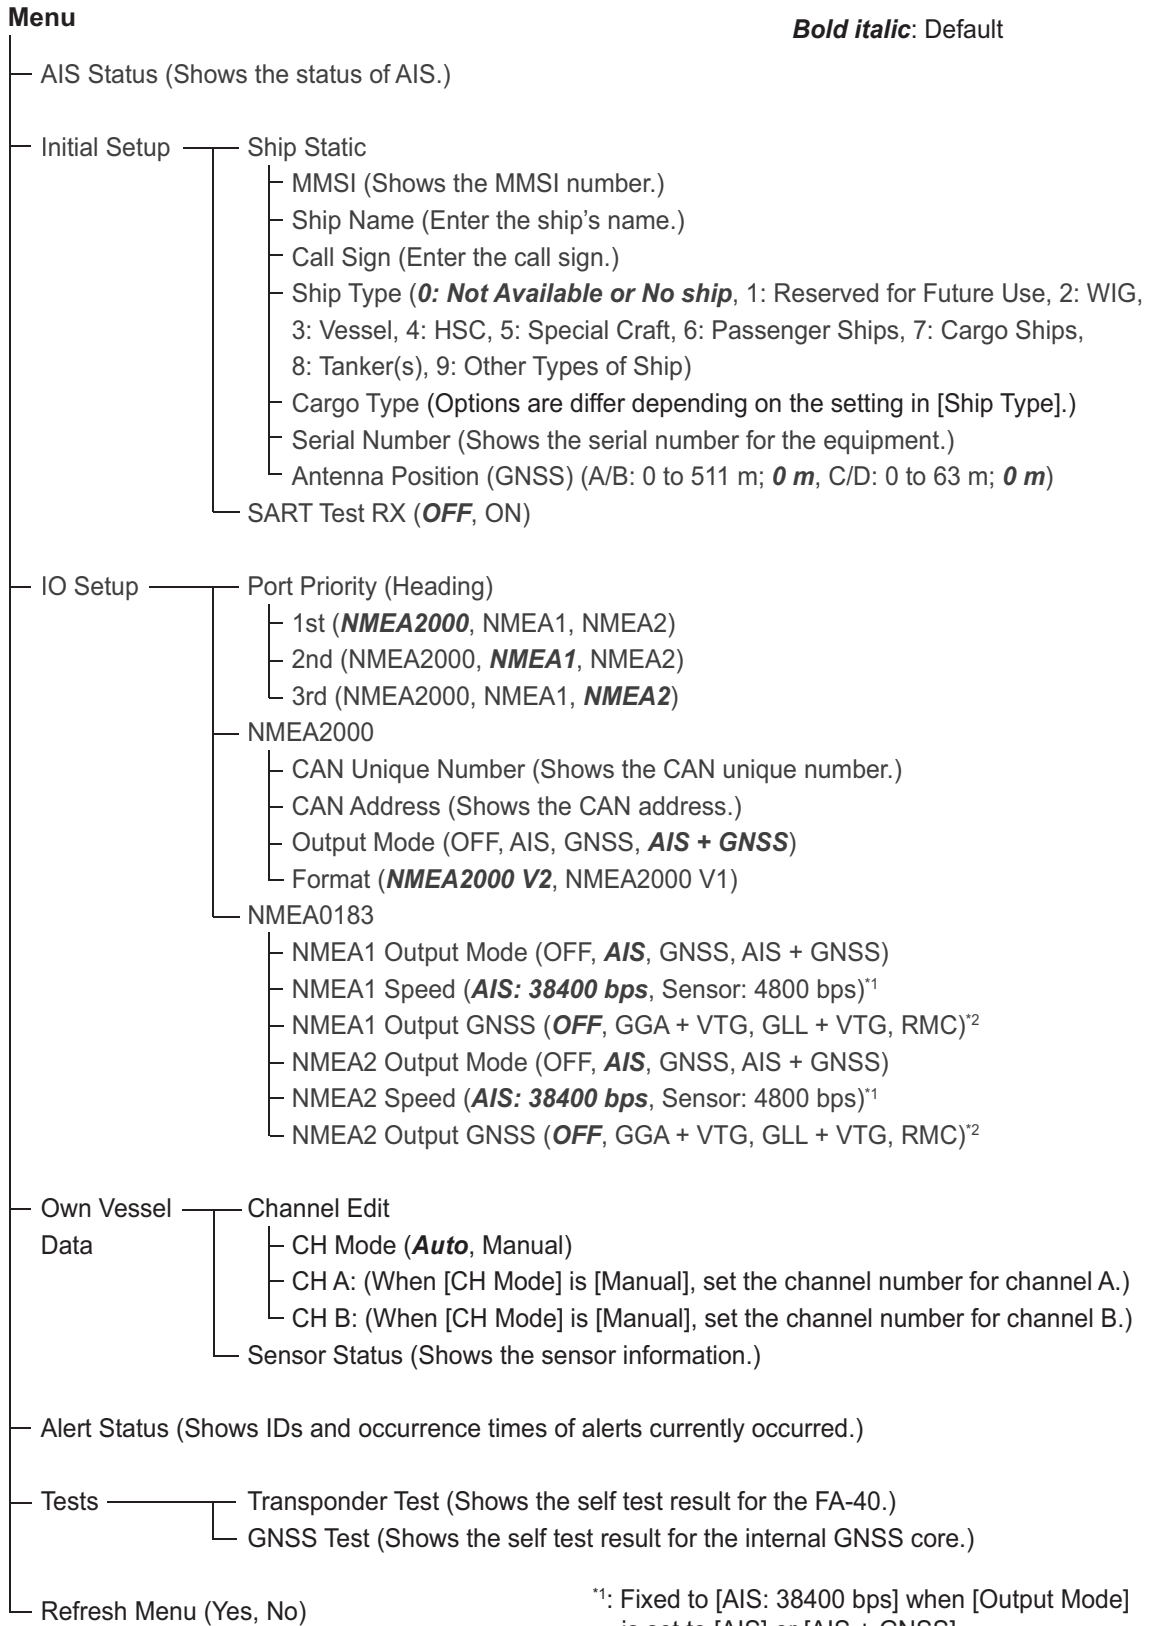 Menu
Bold italic: Default
AIS Status (Shows the status of AIS.)
Initial Setup
Ship Static
MMSI (Shows the MMSI number.)
Ship Name (Enter the ship's name.)
Call Sign (Enter the call sign.)
Ship Type (0: Not Available or No ship, 1: Reserved for Future Use, 2: WIG,
3: Vessel, 4: HSC, 5: Special Craft, 6: Passenger Ships, 7: Cargo Ships,
8: Tanker(s), 9: Other Types of Ship)
Cargo Type (Options are differ depending on the setting in [Ship Type].)
Serial Number (Shows the serial number for the equipment.)
Antenna Position (GNSS) (A/B: 0 to 511 m; 0 m, C/D: 0 to 63 m; 0 m)
SART Test RX (OFF, ON)
IO Setup
Port Priority (Heading)
1st (NMEA2000, NMEA1, NMEA2)
2nd (NMEA2000, NMEA1, NMEA2)
3rd (NMEA2000, NMEA1, NMEA2)
NMEA2000
CAN Unique Number (Shows the CAN unique number.)
CAN Address (Shows the CAN address.)
Output Mode (OFF, AIS, GNSS, AIS + GNSS)
Format (NMEA2000 V2, NMEA2000 V1)
NMEA0183
NMEA1 Output Mode (OFF, AIS, GNSS, AIS + GNSS)
NMEA1 Speed (AIS: 38400 bps, Sensor: 4800 bps)*1
NMEA1 Output GNSS (OFF, GGA + VTG, GLL + VTG, RMC)*2
NMEA2 Output Mode (OFF, AIS, GNSS, AIS + GNSS)
NMEA2 Speed (AIS: 38400 bps, Sensor: 4800 bps)*1
NMEA2 Output GNSS (OFF, GGA + VTG, GLL + VTG, RMC)*2
Own Vessel
Data
Channel Edit
CH Mode (Auto, Manual)
CH A: (When [CH Mode] is [Manual], set the channel number for channel A.)
CH B: (When [CH Mode] is [Manual], set the channel number for channel B.)
Sensor Status (Shows the sensor information.)
Alert Status (Shows IDs and occurrence times of alerts currently occurred.)
Tests
Transponder Test (Shows the self test result for the FA-40.)
GNSS Test (Shows the self test result for the internal GNSS core.)
Refresh Menu (Yes, No)
*1: Fixed to [AIS: 38400 bps] when [Output Mode]
is set to [AIS] or [AIS + GNSS]